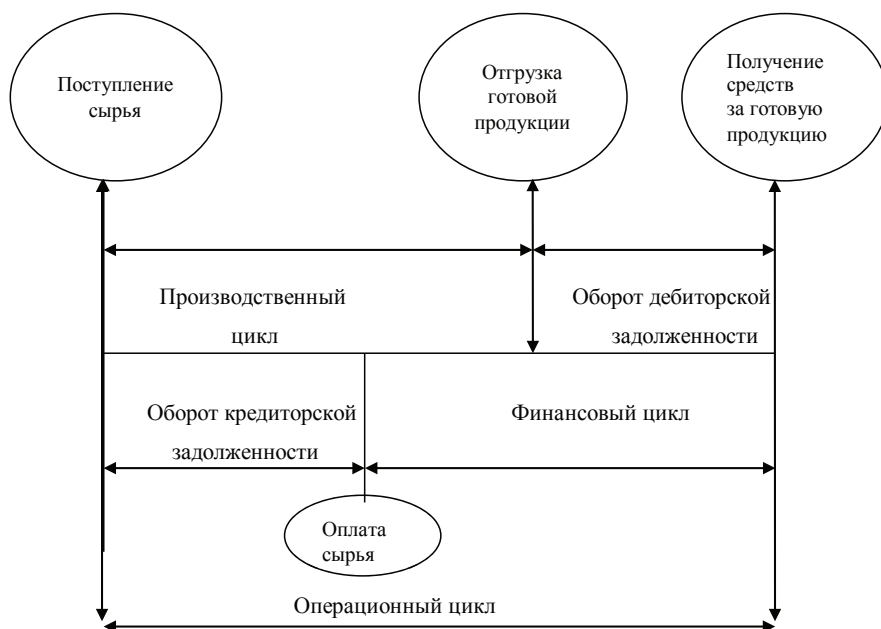 Поступление
сырья
Отгрузка
готовой
продукции
Получение
средств
за готовую
продукцию
Производственный
цикл
Оборот дебиторской
задолженности
Оборот кредиторской
задолженности
Финансовый цикл
Оплата
сырья
Операционный цикл